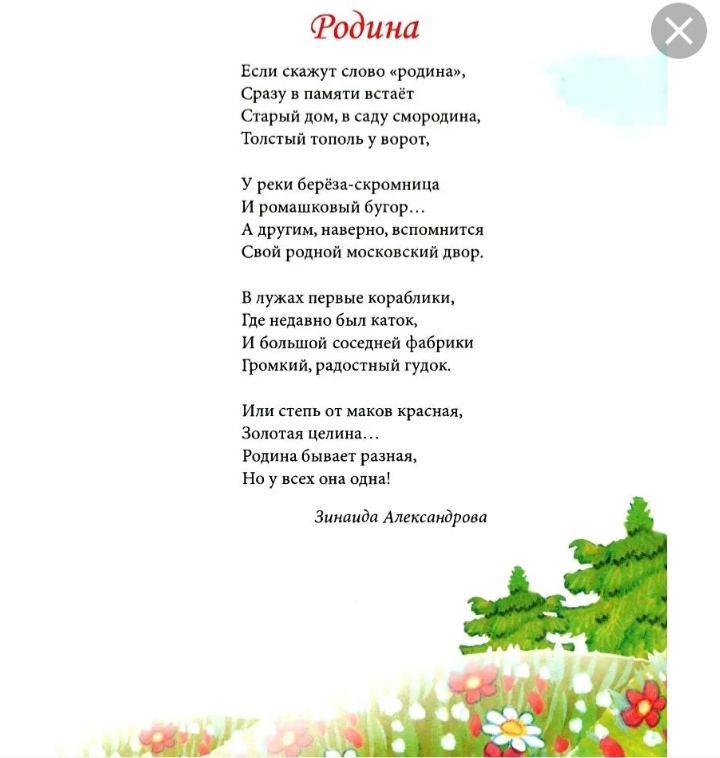 Родина
Если скажут слово «родина»,
Сразу в памяти встаёт
Старый дом, в саду смородина,
Толстый тополь у ворот,
У реки берёза-скромница
И ромашковый бугор...
А другим, наверно, вспомнится
Свой родной московский двор.
В лужах первые кораблики,
Где недавно был каток,
И большой соседней фабрики
Громкий, радостный гудок.
Или степь от маков красная,
Золотая целина...
Родина бывает разная,
Но у всех она одна!
Зинаида Александрова